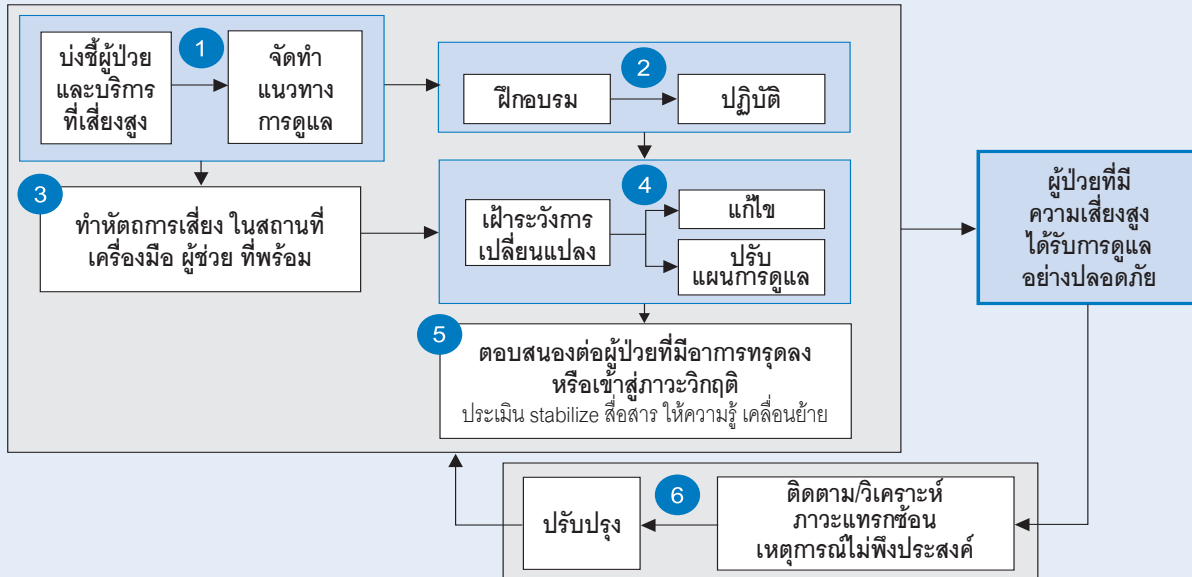 1
บ่งชี้ผู้ป่วย
และบริการ
ที่เสี่ยงสูง
จัดทำ
แนวทาง
การดูแล
2
ฝึกอบรม
ปฏิบัติ
3
ทำหัตถการเสี่ยง ในสถานที่
เครื่องมือ ผู้ช่วย ที่พร้อม
4
เฝ้าระวังการ
เปลี่ยนแปลง
แก้ไข
ปรับ
แผนการดูแล
5
ตอบสนองต่อผู้ป่วยที่มีอาการทรุดลง
หรือเข้าสู่ภาวะวิกฤติ
ประเมิน stabilize สื่อสาร ให้ความรู้ เคลื่อนย้าย
ผู้ป่วยที่มี
ความเสี่ยงสูง
ได้รับการดูแล
อย่างปลอดภัย
6
ติดตาม/วิเคราะห์
ภาวะแทรกซ้อน
เหตุการณ์ไม่พึงประสงค์
ปรับปรุง